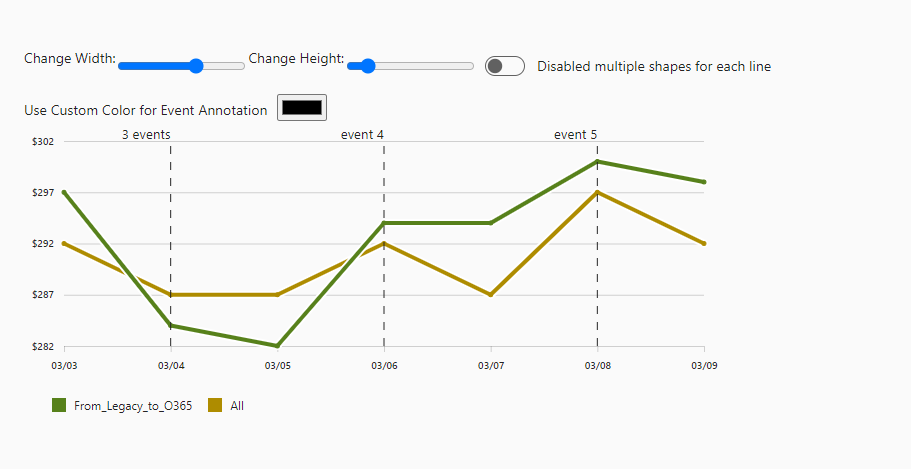 Change Width: Change Height: Disabled multiple shapes for each line
Use Custom Color for Event Annotation
3 events event 4 event 5
$302
$297
$292
$287
$282
03/03 03/04 03/05 03/06 03/07 03/08 03/09
From_Legacy_to_O365 All